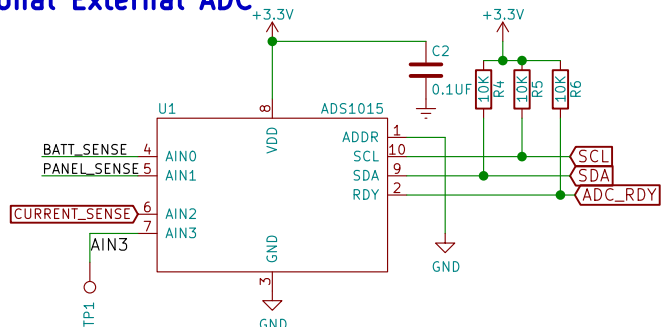 onal External ADC
+3.3V
+3.3V
C2
0.1UF
10K
R4
10K
R5
10K
R6
U1
8
ADS1015
VDD
ADDR
1
BATT_SENSE
4
AIN0
SCL
10
SCL
PANEL_SENSE
5
AIN1
SDA
9
SDA
RDY
2
ADC_RDY
CURRENT_SENSE
6
AIN2
7
AIN3
AIN3
GND
3
GND
TP1
GND